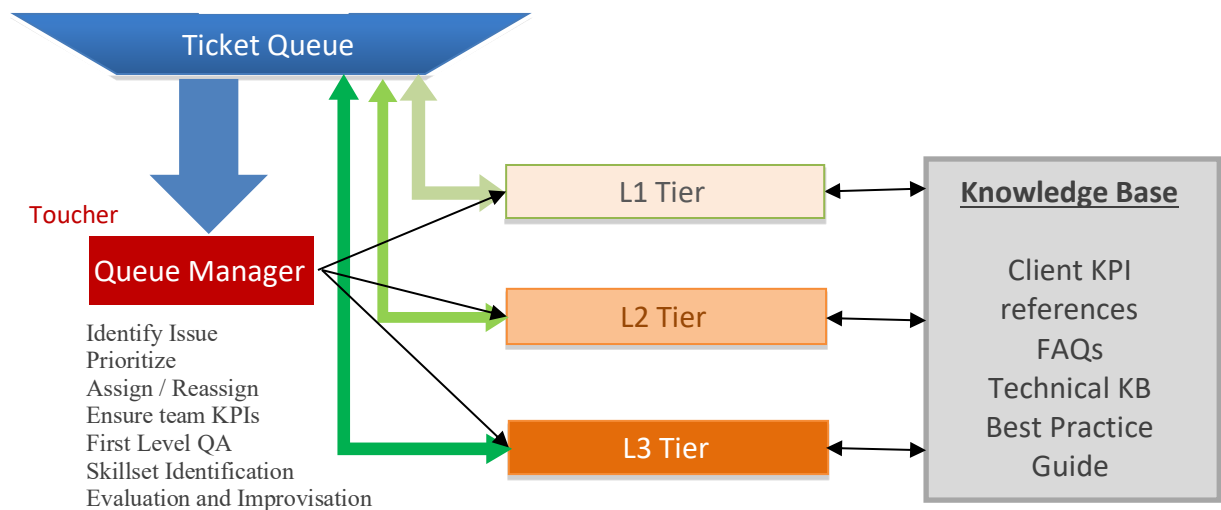 Ticket Queue
Toucher
Queue Manager
Identify Issue
Prioritize
Assign / Reassign
Ensure team KPIs
First Level QA
Skillset Identification
Evaluation and Improvisation
L1 Tier
L2 Tier
L3 Tier
Knowledge Base
Client KPI
references
FAQs
Technical KB
Best Practice
Guide